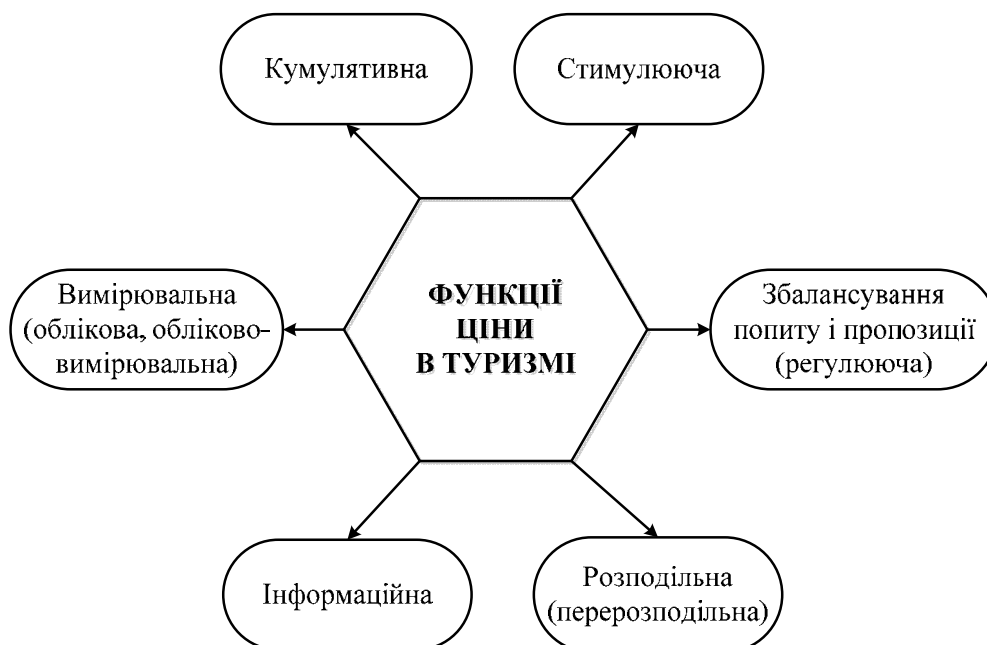 Кумулятивна
Стимулююча
Вимірювальна
(облікова, обліково-
вимірювальна)
ФУНКЦІЇ
ЦІНИ
В ТУРИЗМІ
Збалансування
попиту і пропозиції
(регулююча)
Інформаційна
Розподільна
(перерозподільна)